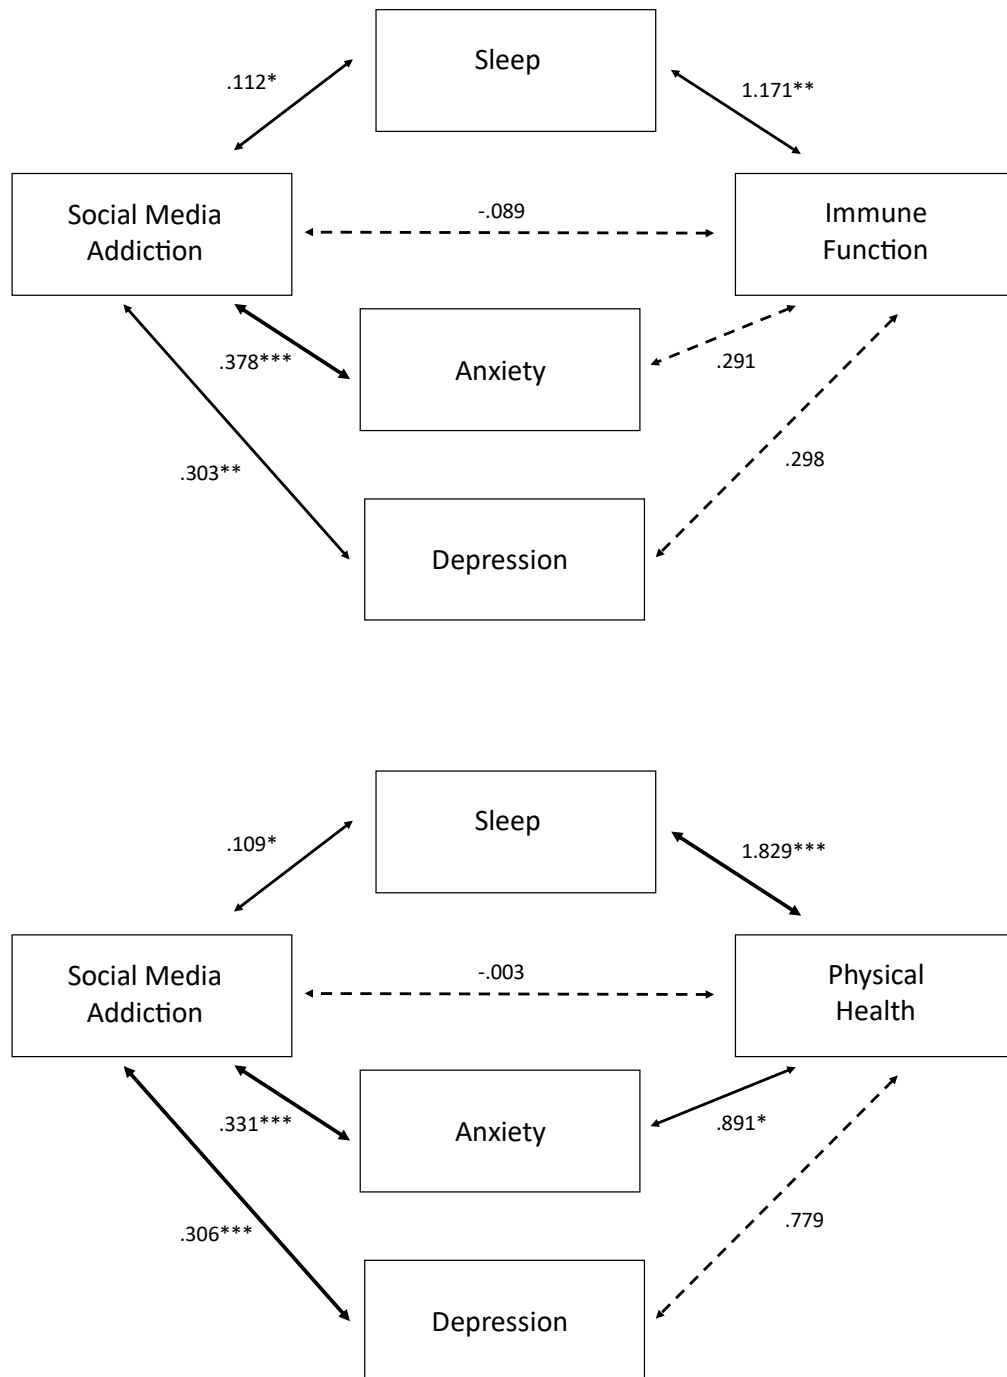 Sleep
.112*
1.171**
Social Media
Addiction
-.089
Immune
Function
.378***
Anxiety
.291
.303**
.298
Depression
Sleep
.109*
1.829***
Social Media
Addiction
-.003
Physical
Health
.331***
Anxiety
.891*
.306***
.779
Depression